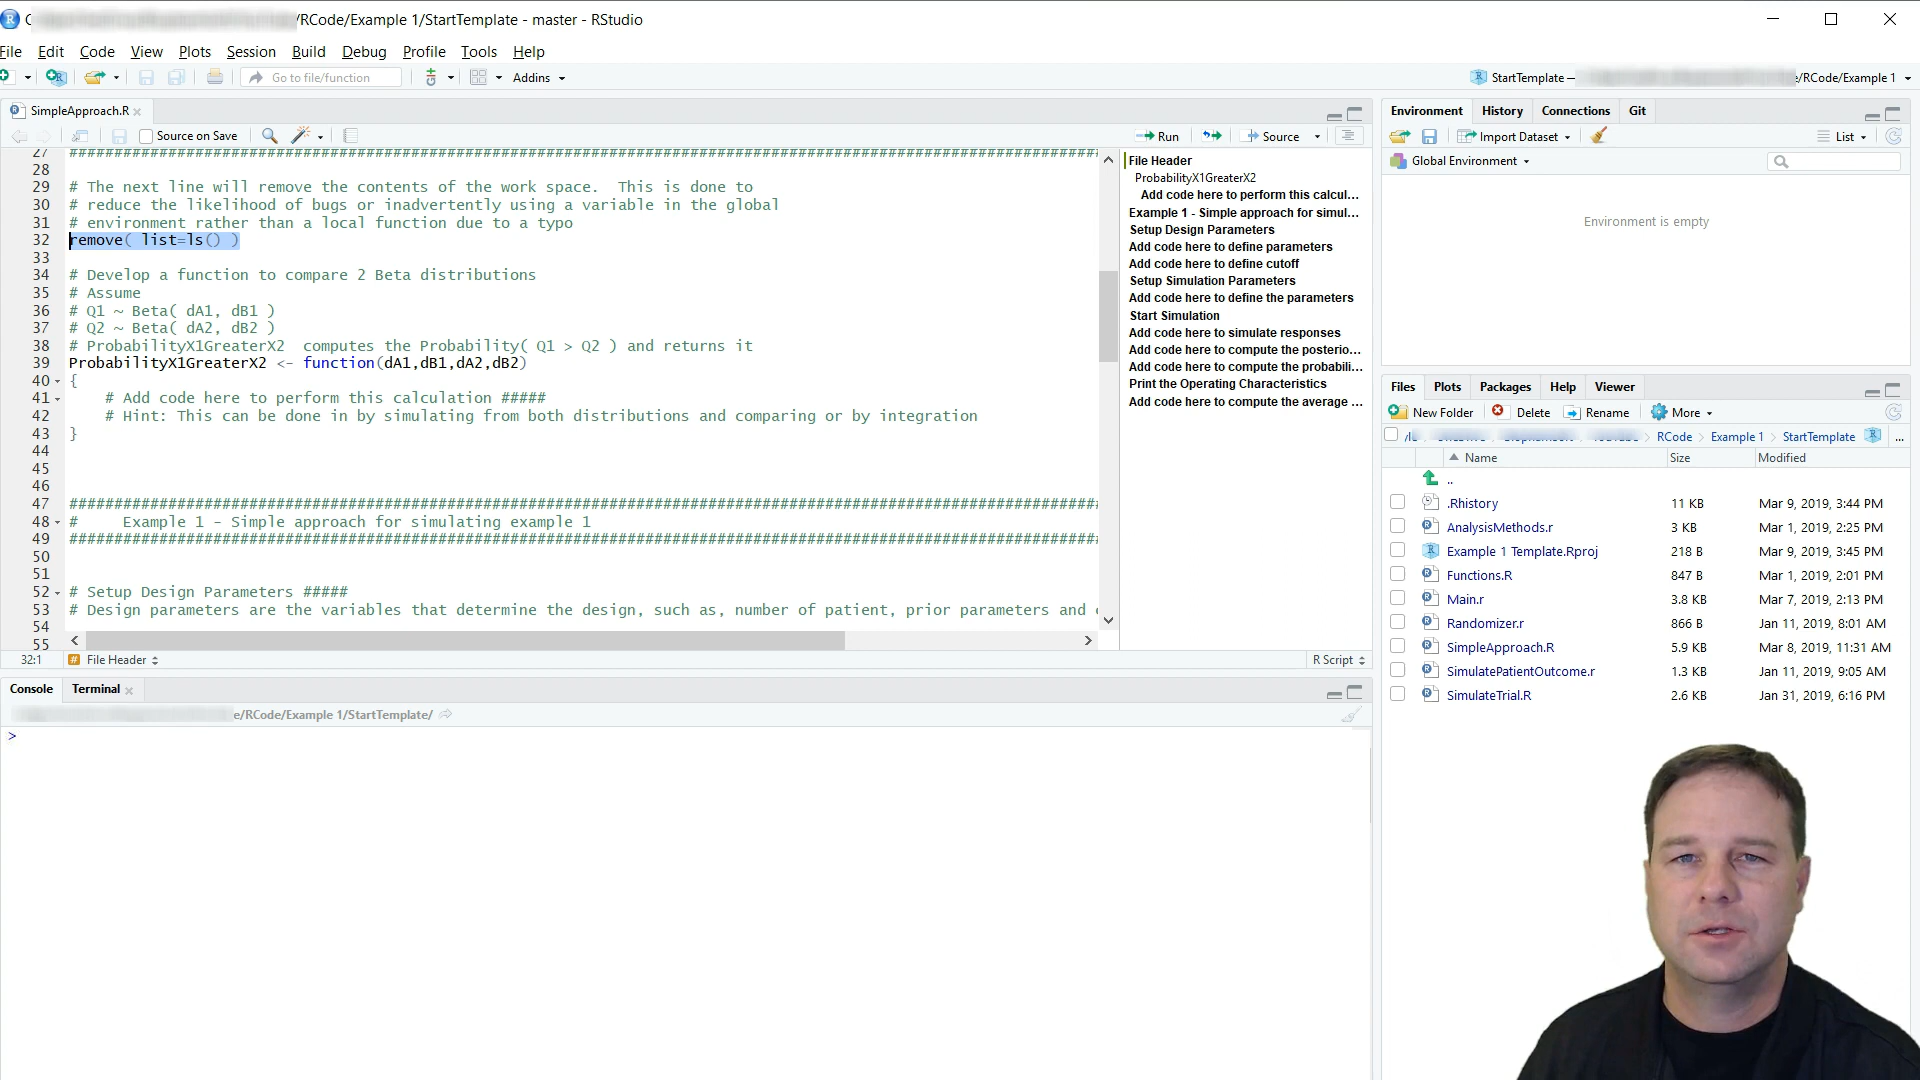 /RCode/Example 1/StartTemplate - master - RStudio
File Edit Code View Plots Session Build Debug Profile Tools Help
Go to file/function
Addins
StartTemplate —
/RCode/Example 1
SimpleApproach.R
Source on Save
Run
Source
27 ####################################################################################################################
28
29 # The next line will remove the contents of the work space.  This is done to
30 # reduce the likelihood of bugs or inadvertently using a variable in the global
31 # environment rather than a local function due to a typo
32 remove( list=ls() )
33
34 # Develop a function to compare 2 Beta distributions
35 # Assume
36 # Q1 ~ Beta( dA1, dB1 )
37 # Q2 ~ Beta( dA2, dB2 )
38 # ProbabilityX1GreaterX2  computes the Probability( Q1 > Q2 ) and returns it
39 ProbabilityX1GreaterX2 <- function(dA1,dB1,dA2,dB2)
40 {
41     # Add code here to perform this calculation #####
42     # Hint: This can be done in by simulating from both distributions and comparing or by integration
43 }
44
45
46
47 ####################################################################################################################
48 #     Example 1 - Simple approach for simulating example 1
49 ####################################################################################################################
50
51
52 # Setup Design Parameters #####
53 # Design parameters are the variables that determine the design, such as, number of patient, prior parameters and
54
55
32:1
File Header
R Script
File Header
ProbabilityX1GreaterX2
Add code here to perform this calcul...
Example 1 - Simple approach for simul...
Setup Design Parameters
Add code here to define parameters
Add code here to define cutoff
Setup Simulation Parameters
Add code here to define the parameters
Start Simulation
Add code here to simulate responses
Add code here to compute the posterio...
Add code here to compute the probabili...
Print the Operating Characteristics
Add code here to compute the average ...
Console Terminal
e/RCode/Example 1/StartTemplate/
>
Environment History Connections Git
Import Dataset
List
Global Environment
Environment is empty
Files Plots Packages Help Viewer
New Folder Delete Rename More
RCode Example 1 StartTemplate ...
Name Size Modified
..
.Rhistory 11 KB Mar 9, 2019, 3:44 PM
AnalysisMethods.r 3 KB Mar 1, 2019, 2:25 PM
Example 1 Template.Rproj 218 B Mar 9, 2019, 3:45 PM
Functions.R 847 B Mar 1, 2019, 2:01 PM
Main.r 3.8 KB Mar 7, 2019, 2:13 PM
Randomizer.r 866 B Jan 11, 2019, 8:01 AM
SimpleApproach.R 5.9 KB Mar 8, 2019, 11:31 AM
SimulatePatientOutcome.r 1.3 KB Jan 11, 2019, 9:05 AM
SimulateTrial.R 2.6 KB Jan 31, 2019, 6:16 PM